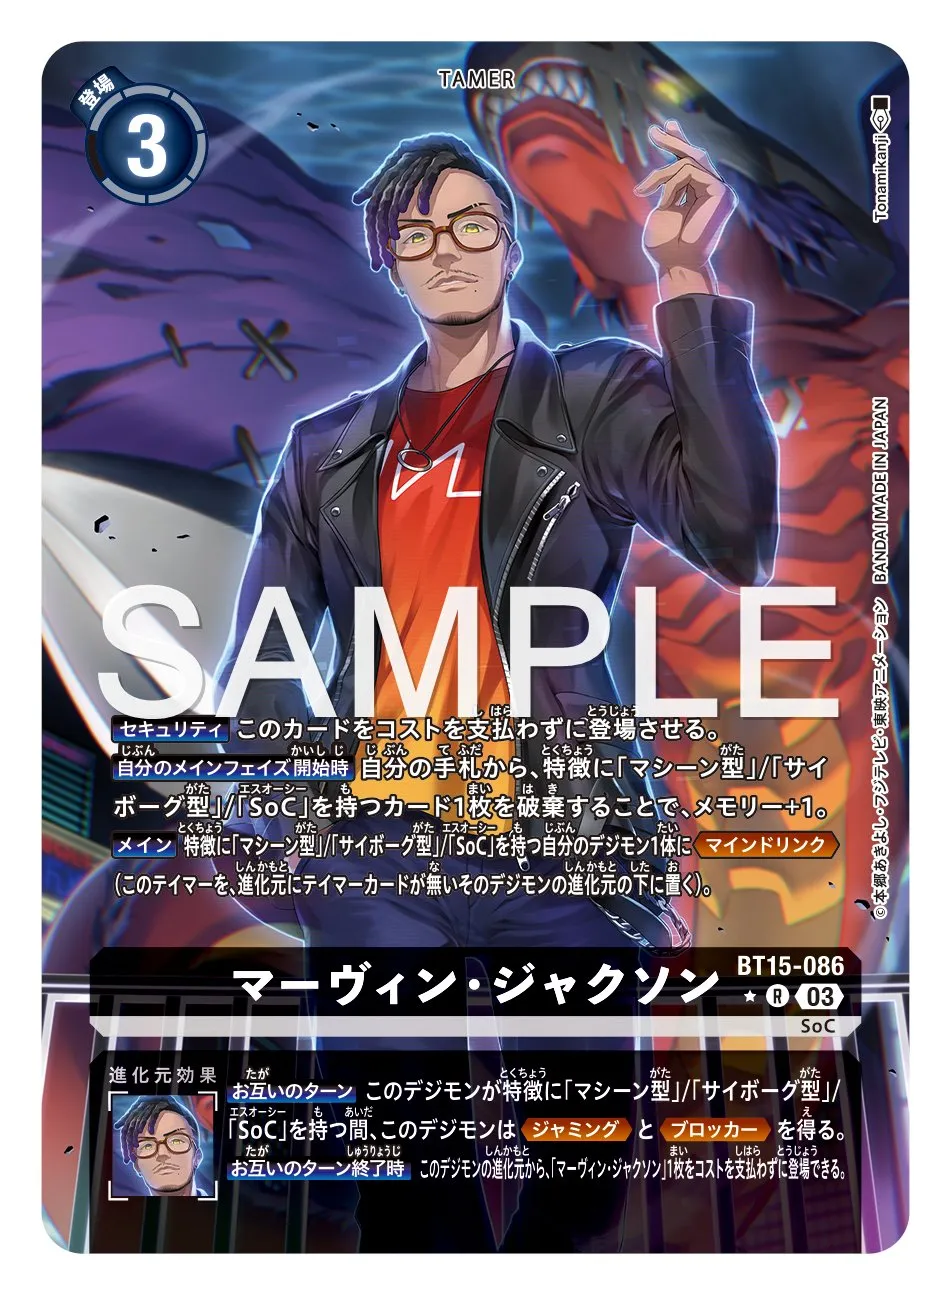 登場
3
TAMER
Tonamikanji
BANDAI MADE IN JAPAN
©本郷あきよし・フジテレビ・東映アニメーション
SAMPLE
セキュリティ このカードをコストを支払わずに登場させる。
自分のメインフェイズ開始時 自分の手札から、特徴に「マシーン型」/「サイ
ボーグ型」/「SoC」を持つカード1枚を破棄することで、メモリー+1。
メイン 特徴に「マシーン型」/「サイボーグ型」/「SoC」を持つ自分のデジモン1体に マインドリンク
(このテイマーを、進化元にテイマーカードが無いそのデジモンの進化元の下に置く)。
マーヴィン・ジャクソン
BT15-086
R 03
SoC
進化元効果
お互いのターン このデジモンが特徴に「マシーン型」/「サイボーグ型」/
「SoC」を持つ間、このデジモンは ジャミング と ブロッカー を得る。
お互いのターン終了時 このデジモンの進化元から、「マーヴィン・ジャクソン」1枚をコストを支払わずに登場できる。